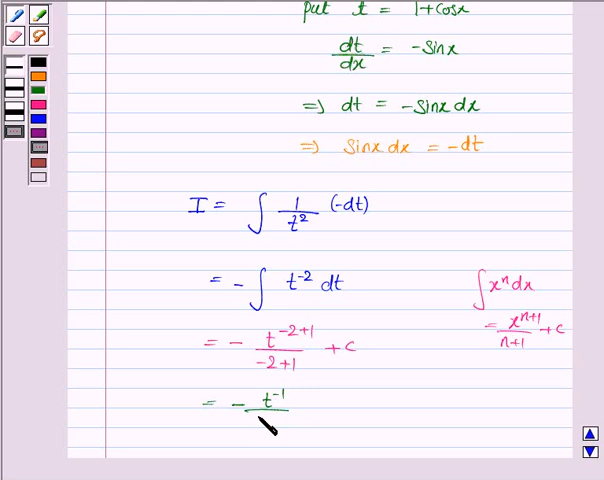 put t = 1+cosx
dt/dx = -sinx
⇒ dt = -sinx dx
⇒ sinx dx = -dt
I = ∫ 1/t² (-dt)
= - ∫ t⁻² dt
∫ xⁿ dx
= xⁿ⁺¹/n+1 + c
= - t⁻²⁺¹/-2+1 + c
= - t⁻¹/